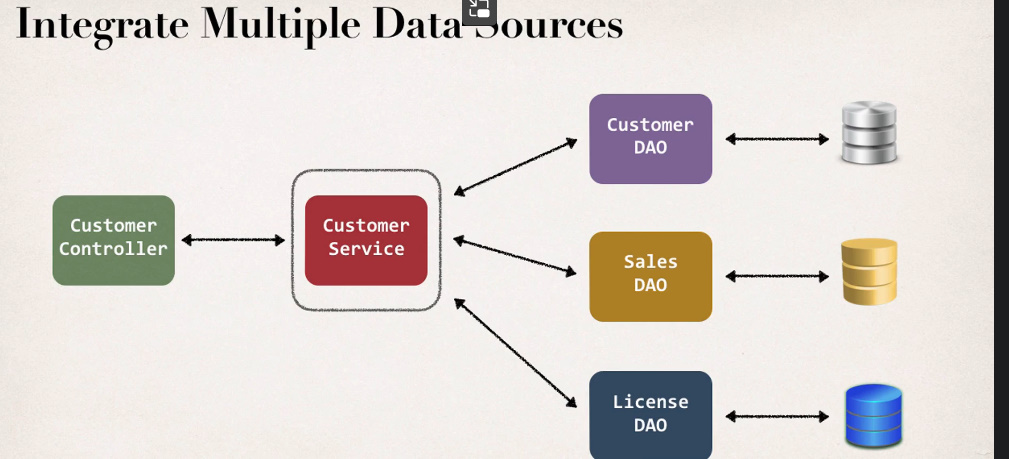 Integrate Multiple Data Sources
Customer
DAO
Customer
Controller
Customer
Service
Sales
DAO
License
DAO